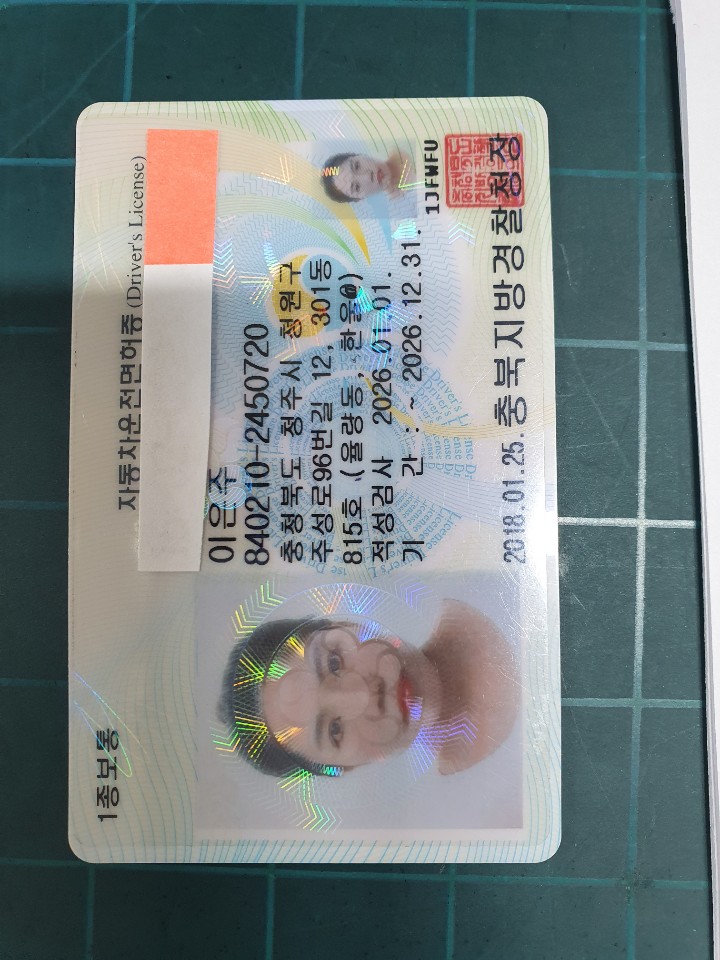 1종보통
자동차운전면허증 (Driver's License)
이은주
840210-2450720
충청북도 청주시 청원구
주성로96번길 12, 301동
815호 (율량동, 한울@)
적성검사 2026.01.01.
기 간 : ~ 2026.12.31.
1JFWFU
2018.01.25. 충북지방경찰청장